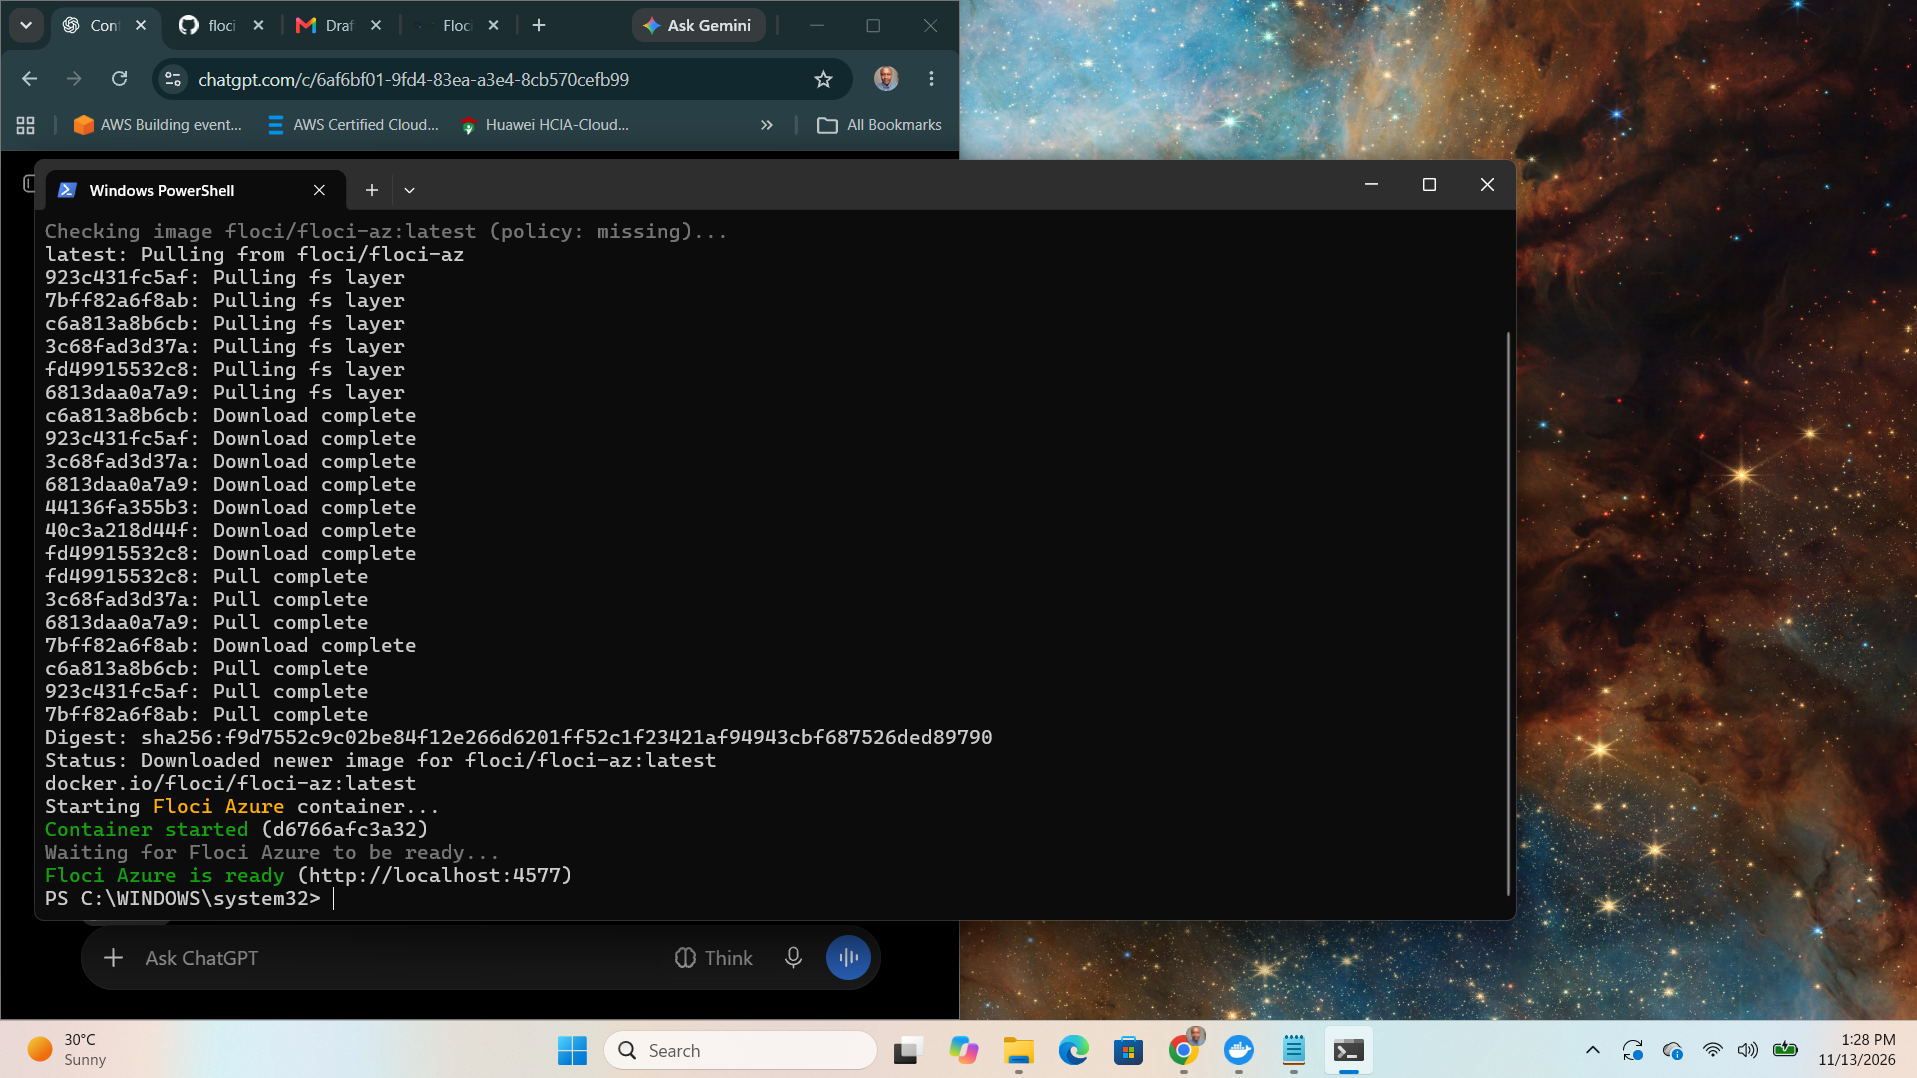 Con
floci
Draf
Floci
Ask Gemini
chatgpt.com/c/6af6bf01-9fd4-83ea-a3e4-8cb570cefb99
AWS Building event...
AWS Certified Cloud...
Huawei HCIA-Cloud...
All Bookmarks
Windows PowerShell
Checking image floci/floci-az:latest (policy: missing)...
latest: Pulling from floci/floci-az
923c431fc5af: Pulling fs layer
7bff82a6f8ab: Pulling fs layer
c6a813a8b6cb: Pulling fs layer
3c68fad3d37a: Pulling fs layer
fd49915532c8: Pulling fs layer
6813daa0a7a9: Pulling fs layer
c6a813a8b6cb: Download complete
923c431fc5af: Download complete
3c68fad3d37a: Download complete
6813daa0a7a9: Download complete
44136fa355b3: Download complete
40c3a218d44f: Download complete
fd49915532c8: Download complete
fd49915532c8: Pull complete
3c68fad3d37a: Pull complete
6813daa0a7a9: Pull complete
7bff82a6f8ab: Download complete
c6a813a8b6cb: Pull complete
923c431fc5af: Pull complete
7bff82a6f8ab: Pull complete
Digest: sha256:f9d7552c9c02be84f12e266d6201ff52c1f23421af94943cbf687526ded89790
Status: Downloaded newer image for floci/floci-az:latest
docker.io/floci/floci-az:latest
Starting Floci Azure container...
Container started (d6766afc3a32)
Waiting for Floci Azure to be ready...
Floci Azure is ready (http://localhost:4577)
PS C:\WINDOWS\system32>
Ask ChatGPT
Think
30°C
Sunny
Search
1:28 PM
11/13/2026